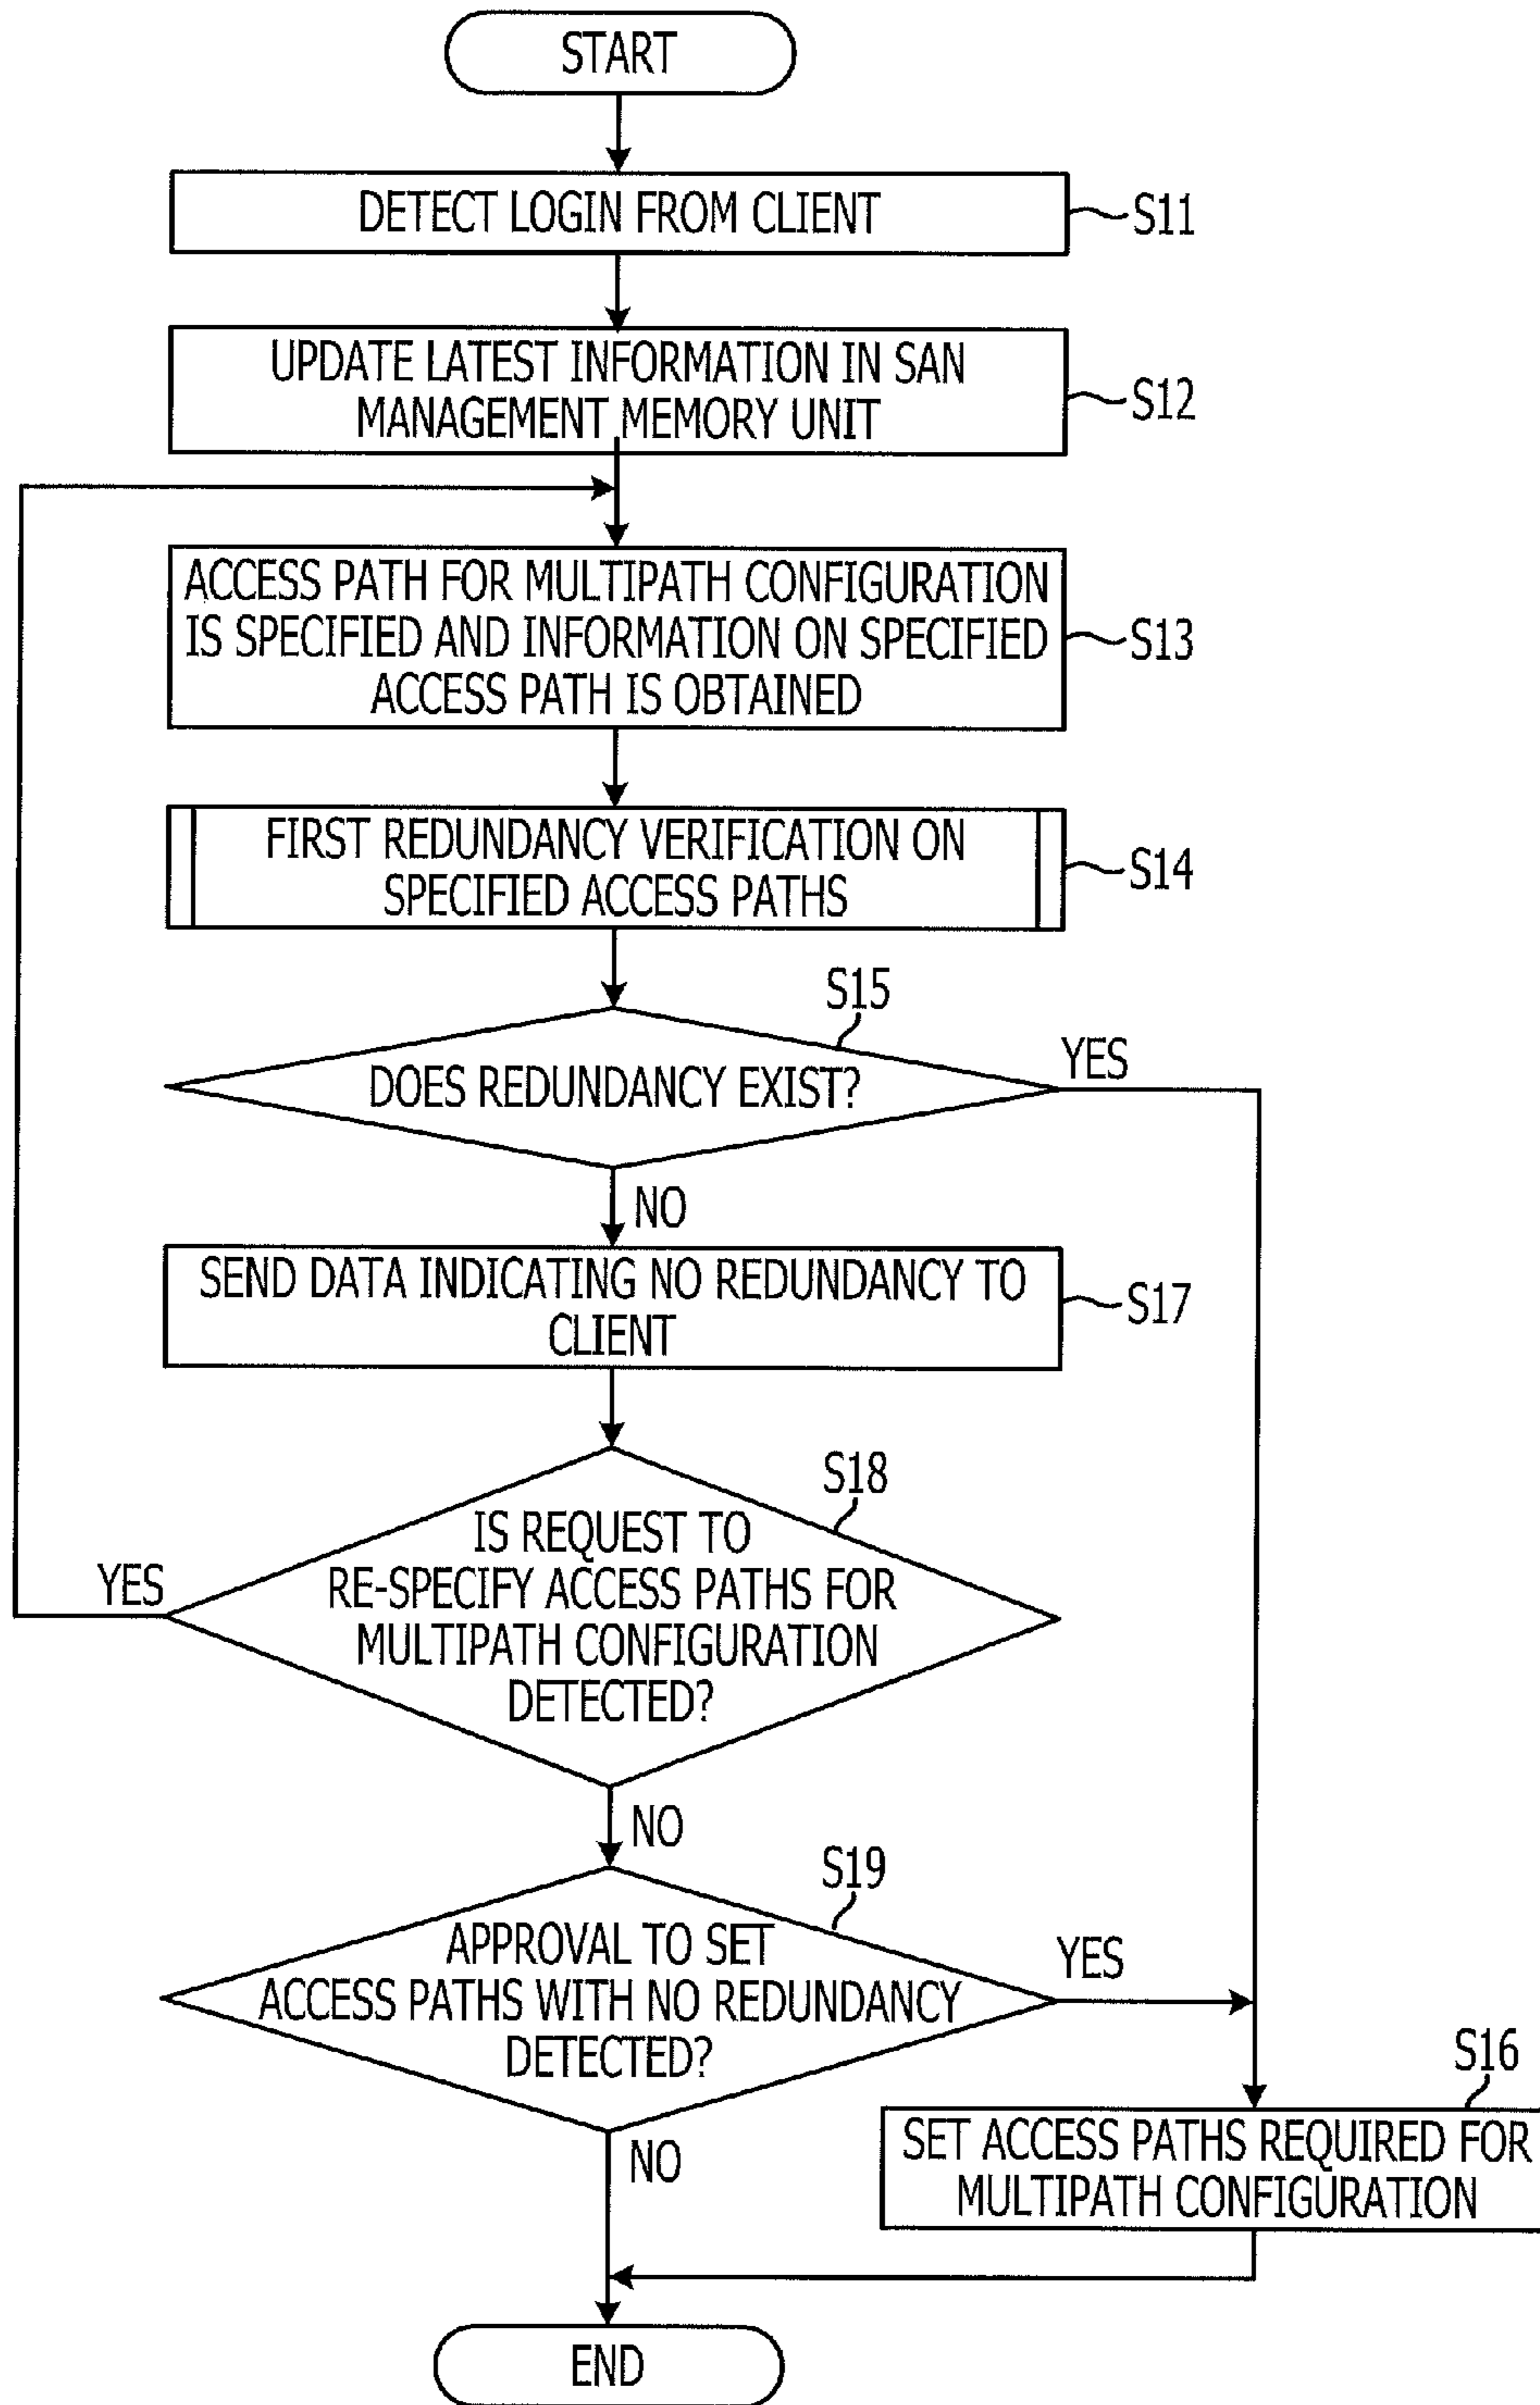 START
DETECT LOGIN FROM CLIENT
S11
UPDATE LATEST INFORMATION IN SAN
MANAGEMENT MEMORY UNIT
S12
ACCESS PATH FOR MULTIPATH CONFIGURATION
IS SPECIFIED AND INFORMATION ON SPECIFIED
ACCESS PATH IS OBTAINED
S13
FIRST REDUNDANCY VERIFICATION ON
SPECIFIED ACCESS PATHS
S14
S15
DOES REDUNDANCY EXIST?
YES
NO
SEND DATA INDICATING NO REDUNDANCY TO
CLIENT
S17
S18
IS REQUEST TO
RE-SPECIFY ACCESS PATHS FOR
MULTIPATH CONFIGURATION
DETECTED?
YES
NO
S19
APPROVAL TO SET
ACCESS PATHS WITH NO REDUNDANCY
DETECTED?
YES
NO
S16
SET ACCESS PATHS REQUIRED FOR
MULTIPATH CONFIGURATION
END